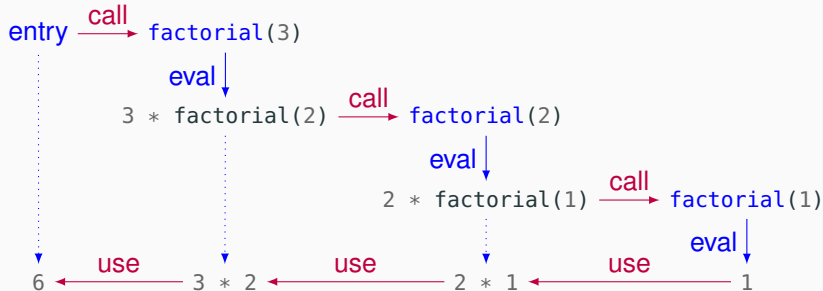 call
entry factorial(3)
eval
call
3 * factorial(2) factorial(2)
eval
call
2 * factorial(1) factorial(1)
eval
use use use
6 3 * 2 2 * 1 1